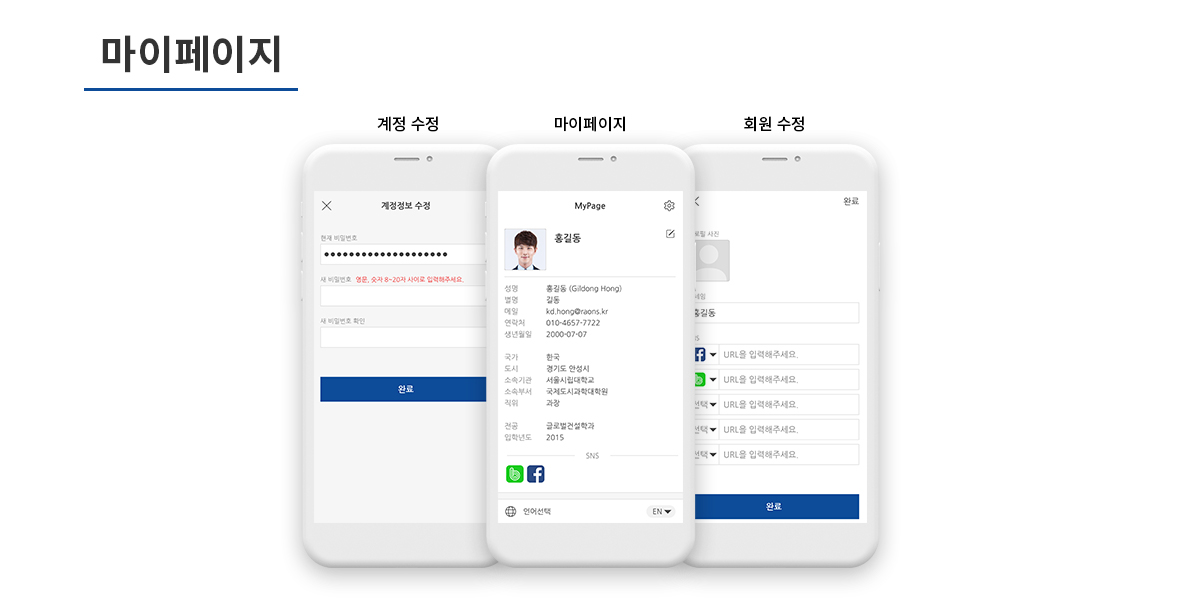 마이페이지
계정 수정
마이페이지
회원 수정
계정정보 수정
현재 비밀번호
●●●●●●●●●●●●●●●●●●●
새 비밀번호 영문, 숫자 8~20자 사이로 입력해주세요.
새 비밀번호 확인
완료
MyPage
홍길동
성명 홍길동 (Gildong Hong)
별명 길동
메일 kd.hong@raons.kr
연락처 010-4657-7722
생년월일 2000-07-07
국가 한국
도시 경기도 안성시
소속기관 서울시립대학교
소속부서 국제도시과학대학원
직위 과장
전공 글로벌건설학과
입학년도 2015
SNS
언어선택 EN
완료
사진
홍길동
URL을 입력해주세요.
URL을 입력해주세요.
선택 URL을 입력해주세요.
선택 URL을 입력해주세요.
선택 URL을 입력해주세요.
완료